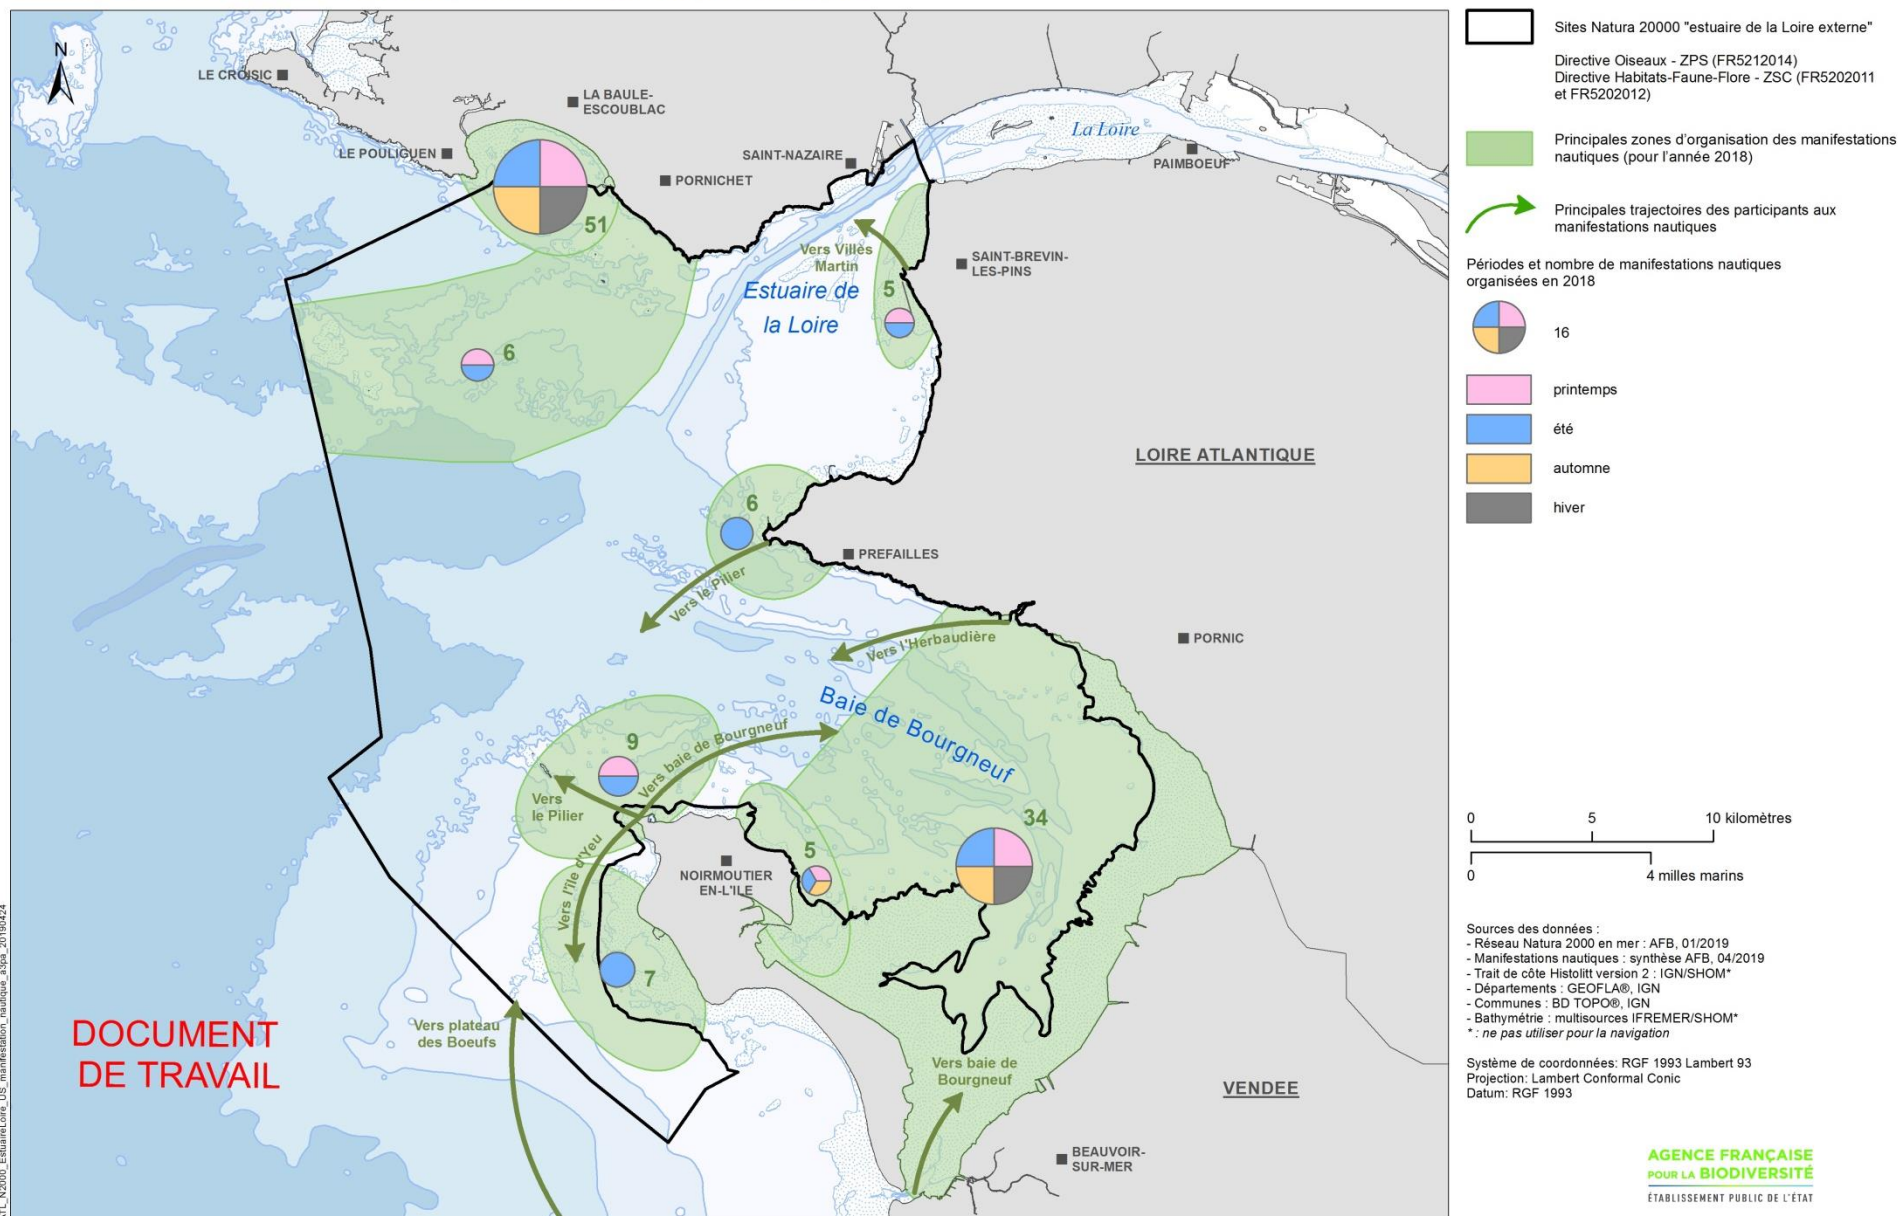 N
LE CROISIC
LA BAULE-
ESCOUBLAC
LE POULIGUEN
PORNICHET
SAINT-NAZAIRE
La Loire
PAIMBOEUF
51
Vers Villès
Martin
SAINT-BREVIN-
LES-PINS
5
Estuaire de
la Loire
6
LOIRE ATLANTIQUE
6
PREFAILLES
Vers le Pilier
Vers l'Herbaudière
PORNIC
Baie de Bourgneuf
9
Vers baie de Bourgneuf
Vers
le Pilier
34
5
NOIRMOUTIER
EN-L'ILE
Vers l'île d'Yeu
7
Vers plateau
des Boeufs
DOCUMENT
DE TRAVAIL
Vers baie de
Bourgneuf
VENDEE
BEAUVOIR-
SUR-MER
Sites Natura 20000 "estuaire de la Loire externe"
Directive Oiseaux - ZPS (FR5212014)
Directive Habitats-Faune-Flore - ZSC (FR5202011
et FR5202012)
Principales zones d'organisation des manifestations
nautiques (pour l'année 2018)
Principales trajectoires des participants aux
manifestations nautiques
Périodes et nombre de manifestations nautiques
organisées en 2018
16
printemps
été
automne
hiver
0 5 10 kilomètres
0 4 milles marins
Sources des données :
- Réseau Natura 2000 en mer : AFB, 01/2019
- Manifestations nautiques : synthèse AFB, 04/2019
- Trait de côte Histolitt version 2 : IGN/SHOM*
- Départements : GEOFLA®, IGN
- Communes : BD TOPO®, IGN
- Bathymétrie : multisources IFREMER/SHOM*
* : ne pas utiliser pour la navigation
Système de coordonnées: RGF 1993 Lambert 93
Projection: Lambert Conformal Conic
Datum: RGF 1993
AGENCE FRANÇAISE
POUR LA BIODIVERSITÉ
ÉTABLISSEMENT PUBLIC DE L'ÉTAT